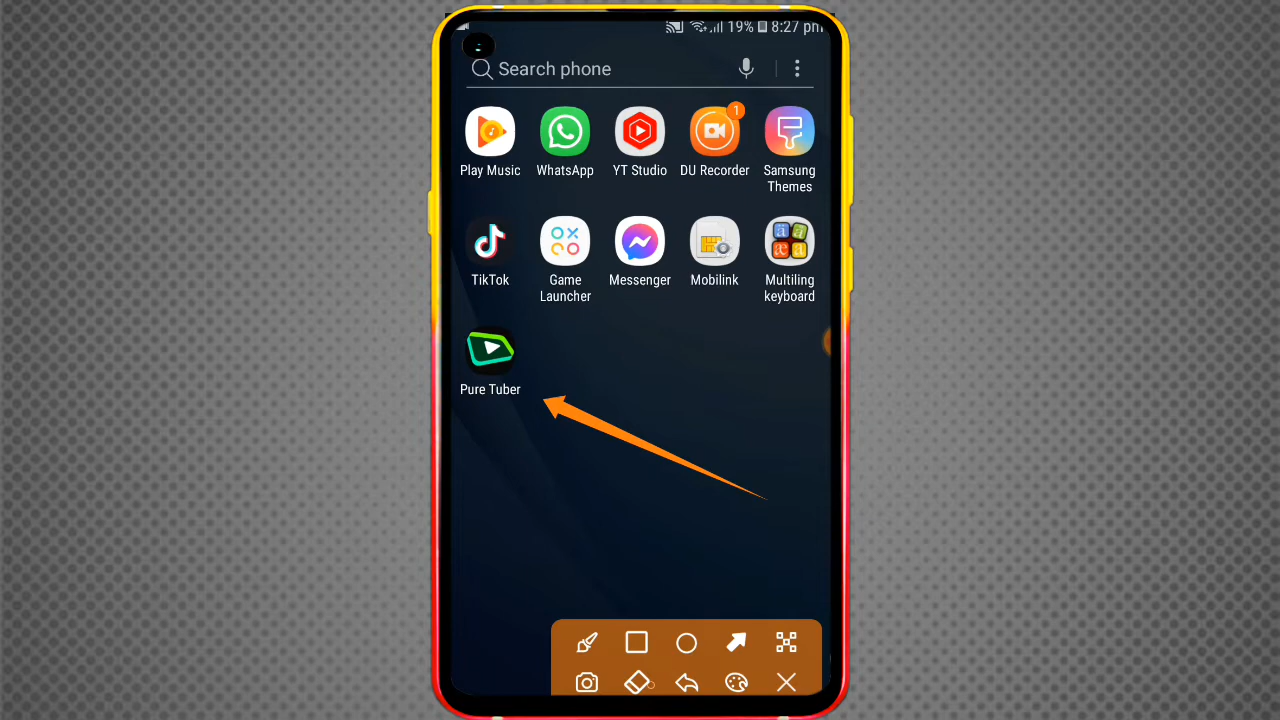 19% 8:27 pm
Search phone
1
Play Music WhatsApp YT Studio DU Recorder Samsung Themes
TikTok Game Launcher Messenger Mobilink Multiling keyboard
Pure Tuber